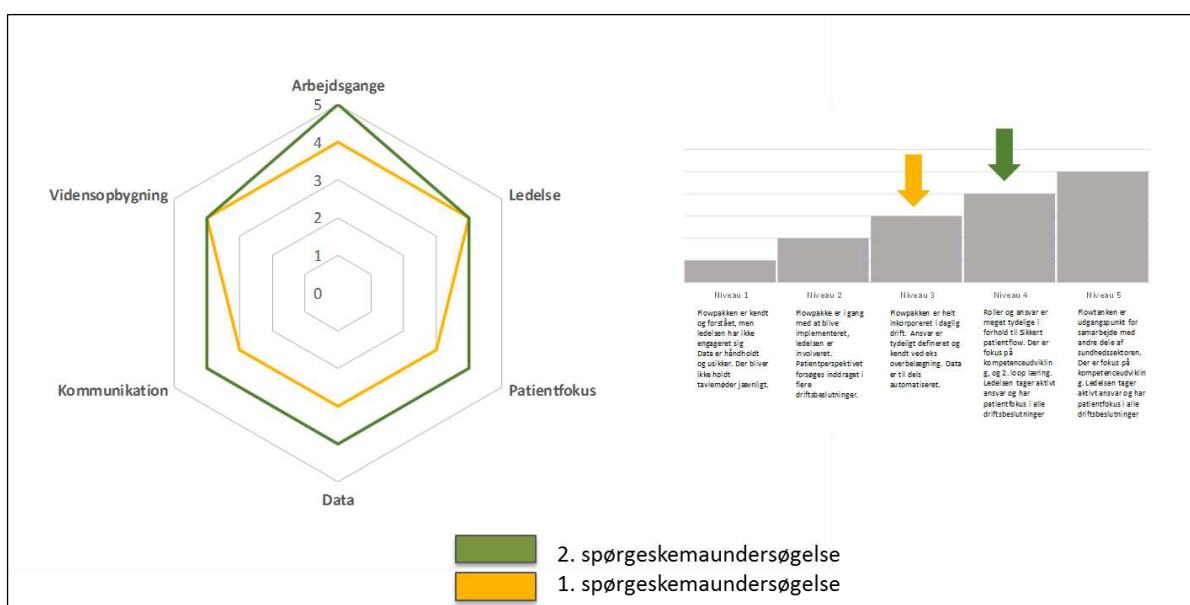 Arbejdsgange
5
4
3
2
1
0
Ledelse
Patientfokus
Data
Kommunikation
Vidensopbygning
Niveau 1
Flowpakken er kendt
og forstået, men
ledelsen har ikke
engageret sig
Data er håndholdt
og usikker. Der bliver
ikke holdt
tavlemøder jævnligt.
Niveau 2
Flowpakke er i gang
med at blive
implementeret,
ledelsen er
involveret.
Patientperspektivet
forsøges inddraget i
flere
driftsbeslutninger.
Niveau 3
Flowpakken er helt
inkorporeret i daglig
drift. Ansvar er
tydeligt defineret og
kendt ved eks
overbelægning. Data
er til dels
automatiseret.
Niveau 4
Roller og ansvar er
meget tydelige i
forhold til Sikkert
patientflow. Der er
fokus på
kompetenceudviklin
g, og 2. loop læring.
Ledelsen tager aktivt
ansvar og har
patientfokus i alle
driftsbeslutninger
Niveau 5
Flowtanken er
udgangspunkt for
samarbejde med
andre dele af
sundhedssektoren.
Der er fokus på
kompetenceudviklin
g. Ledelsen tager
aktivt ansvar og har
patientfokus i alle
driftsbeslutninger
2. spørgeskemaundersøgelse
1. spørgeskemaundersøgelse